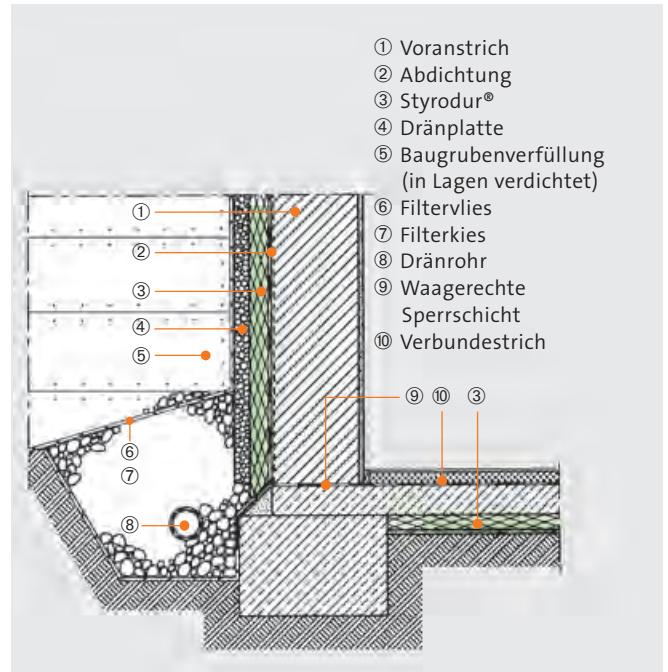 ① Voranstrich
② Abdichtung
③ Styrodur®
④ Dränplatte
⑤ Baugrubenverfüllung
(in Lagen verdichtet)
⑥ Filtervlies
⑦ Filterkies
⑧ Dränrohr
⑨ Waagerechte
Sperrschicht
⑩ Verbundestrich
①
②
③
④
⑤
⑨ ⑩ ③
⑥
⑦
⑧